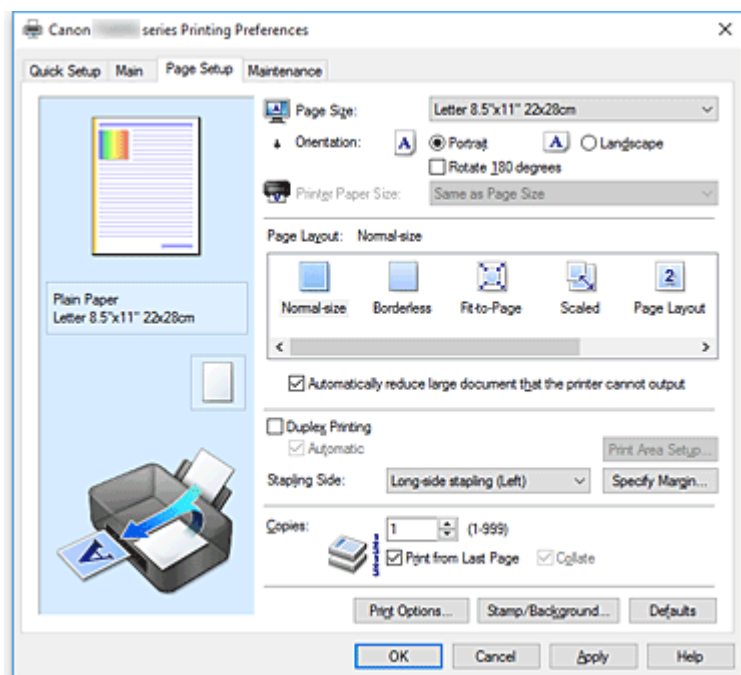 Canon series Printing Preferences
Quick Setup Main Page Setup Maintenance
Page Size: Letter 8.5"x11" 22x28cm
Orientation: A Portrait A Landscape
Rotate 180 degrees
Printer Paper Size: Same as Page Size
Page Layout: Normal-size
2
Normal-size Borderless Fit-to-Page Scaled Page Layout
Plain Paper
Letter 8.5"x11" 22x28cm
Automatically reduce large document that the printer cannot output
Duplex Printing
Automatic Print Area Setup...
Stapling Side: Long-side stapling (Left) Specify Margin...
Copies: 1 (1-999)
Print from Last Page Collate
A
Print Options... Stamp/Background... Defaults
OK Cancel Apply Help